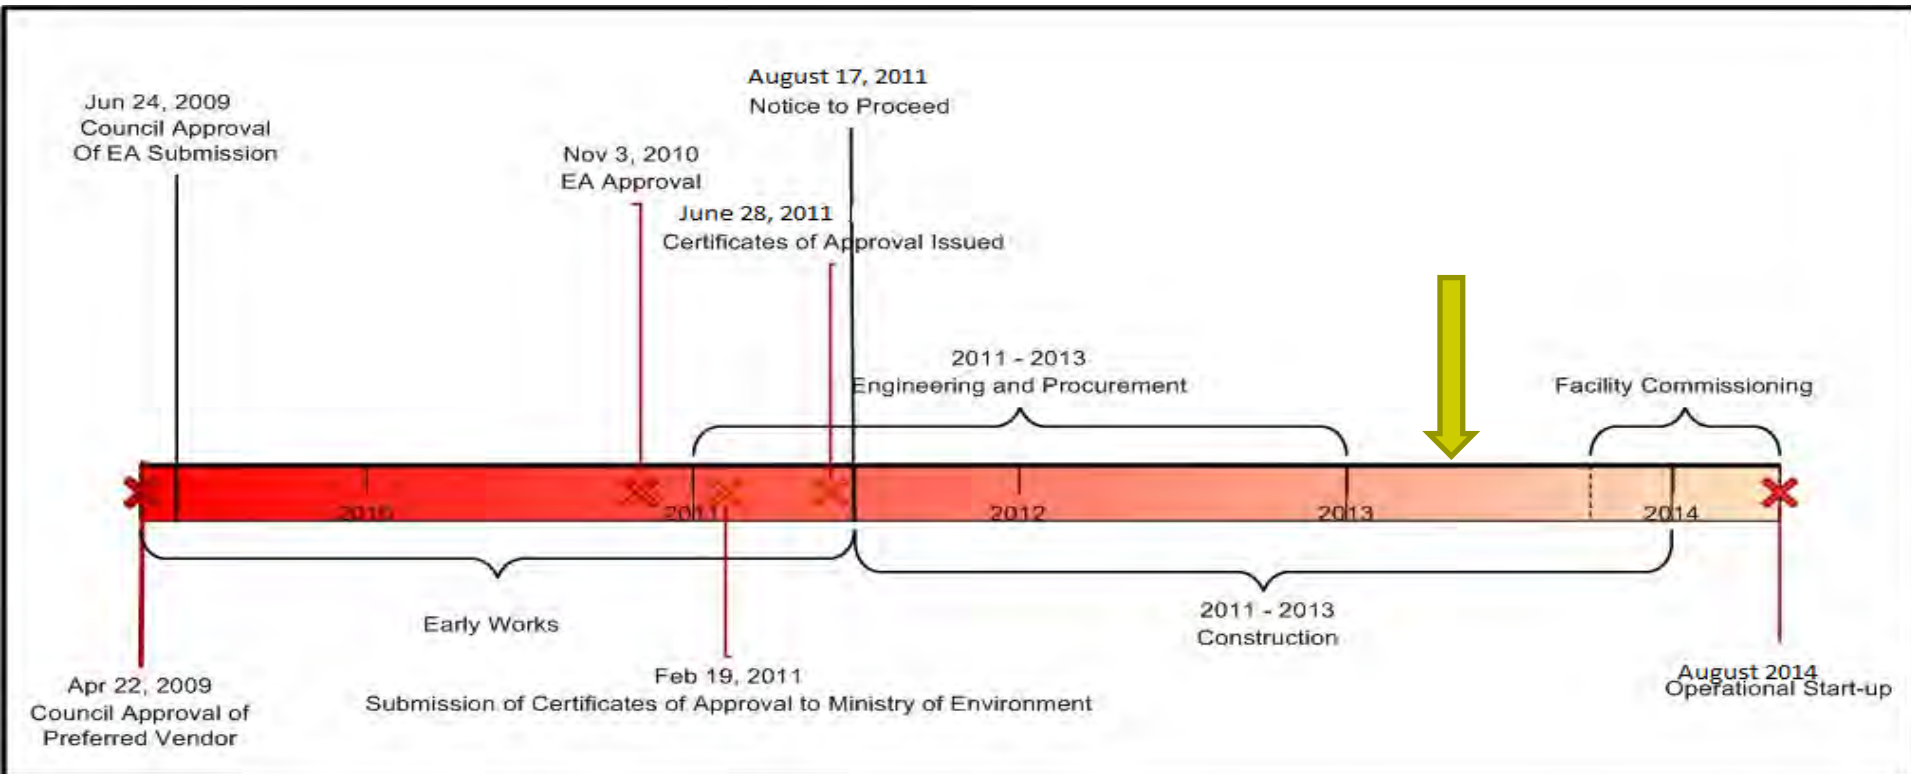 August 17, 2011
Notice to Proceed
Jun 24, 2009
Council Approval
Of EA Submission
Nov 3, 2010
EA Approval
June 28, 2011
Certificates of Approval Issued
2011 - 2013
Engineering and Procurement
Facility Commissioning
2010
2011
2012
2013
2014
Early Works
2011 - 2013
Construction
Feb 19, 2011
Submission of Certificates of Approval to Ministry of Environment
Apr 22, 2009
Council Approval of
Preferred Vendor
August 2014
Operational Start-up